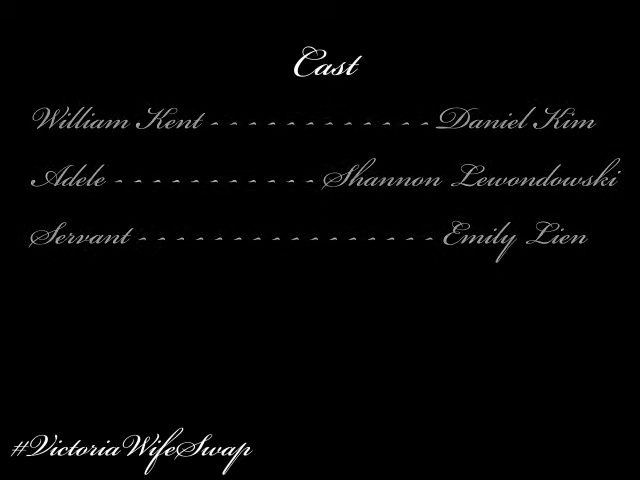 Cast
William Kent - - - - - - - - - - - - Daniel Kim
Adele - - - - - - - - - - - Shannon Lewondowski
Servant - - - - - - - - - - - - - - - - Emily Lien
#VictoriaWifeSwap